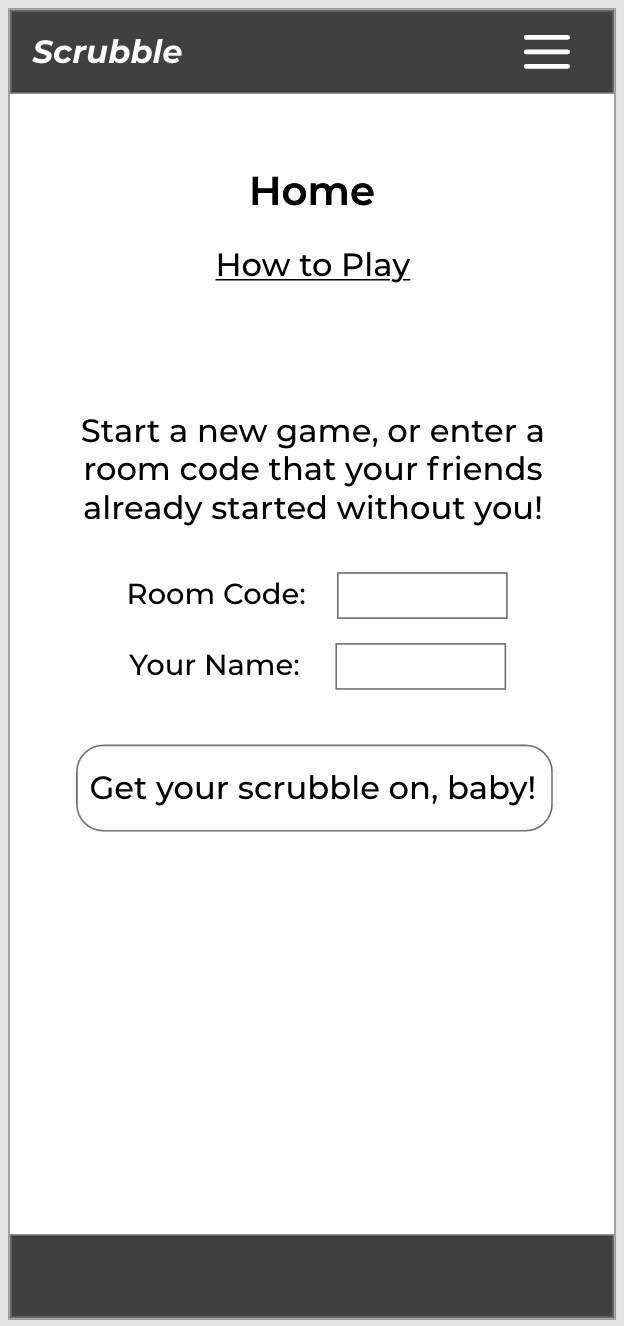 Scrubble
Home
How to Play
Start a new game, or enter a
room code that your friends
already started without you!
Room Code:
Your Name:
Get your scrubble on, baby!